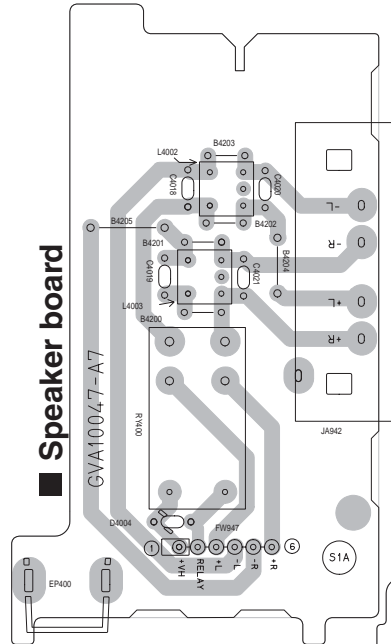 ■ Speaker board
GVA10047-A7
B4203
L4002
C4018
C4020
-L
B4202
B4205
B4201
-R
B4204
C4019
C4021
+L
L4003
B4200
+R
RY400
JA942
D4004
FW947
1
+VH
RELAY
+L
-L
-R
+R
6
S1A
EP400